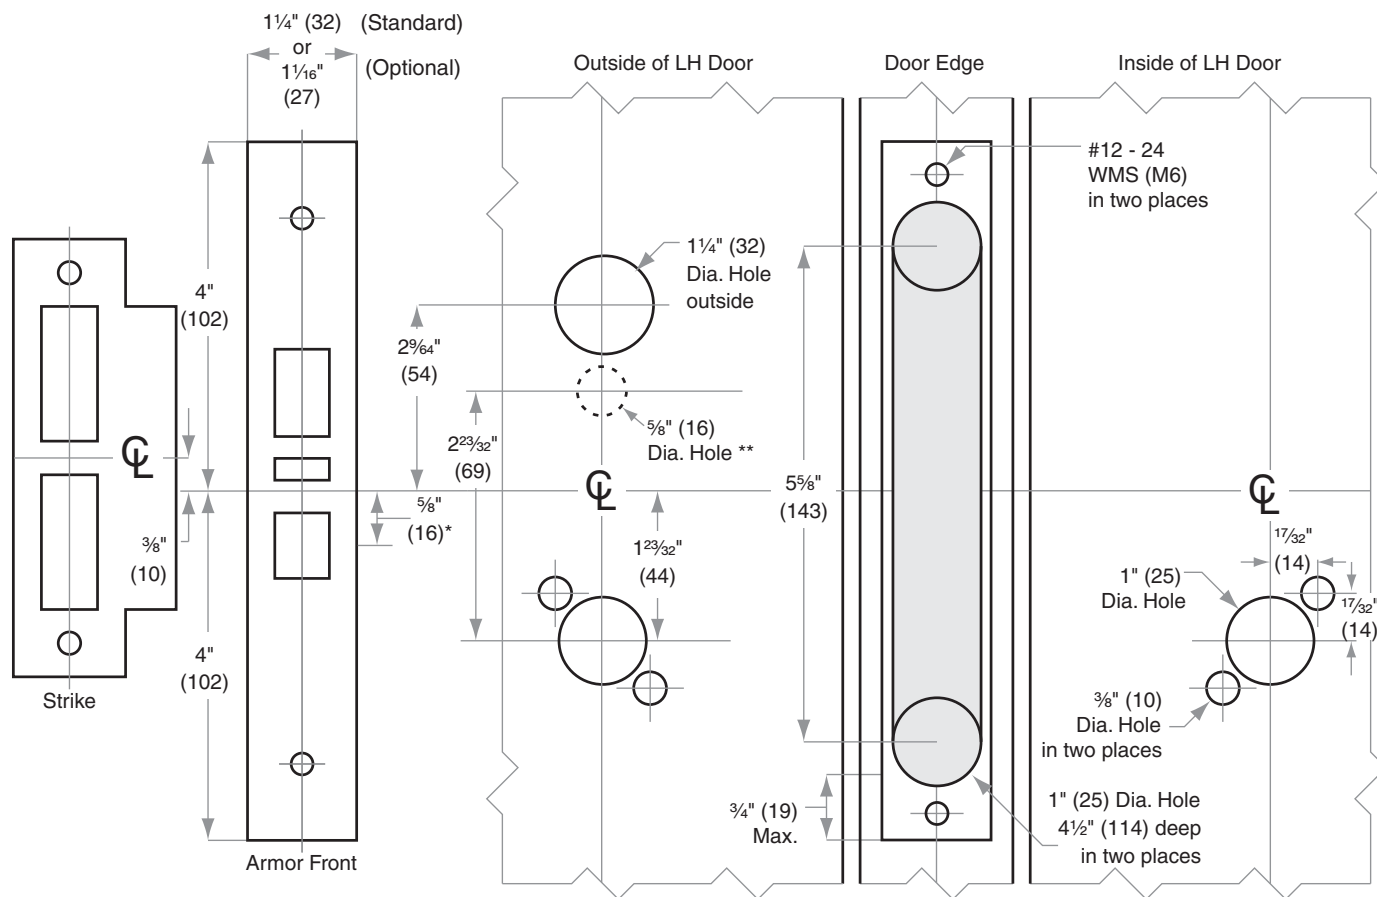 1¼" (32) (Standard)
or
1¹⁄₁₆" (Optional)
(27)
Outside of LH Door
Door Edge
Inside of LH Door
#12 - 24
WMS (M6)
in two places
1¼" (32)
Dia. Hole
outside
4"
(102)
2⁹⁄₆₄"
(54)
⅝" (16)
Dia. Hole **
2²³⁄₃₂"
(69)
CL
CL
CL
5⅝"
(143)
⅝"
(16)*
⅜"
(10)
1²³⁄₃₂"
(44)
¹⁷⁄₃₂"
(14)
1" (25)
Dia. Hole
¹⁷⁄₃₂"
(14)
4"
(102)
Strike
⅜" (10)
Dia. Hole
in two places
¾" (19)
Max.
1" (25) Dia. Hole
4½" (114) deep
in two places
Armor Front